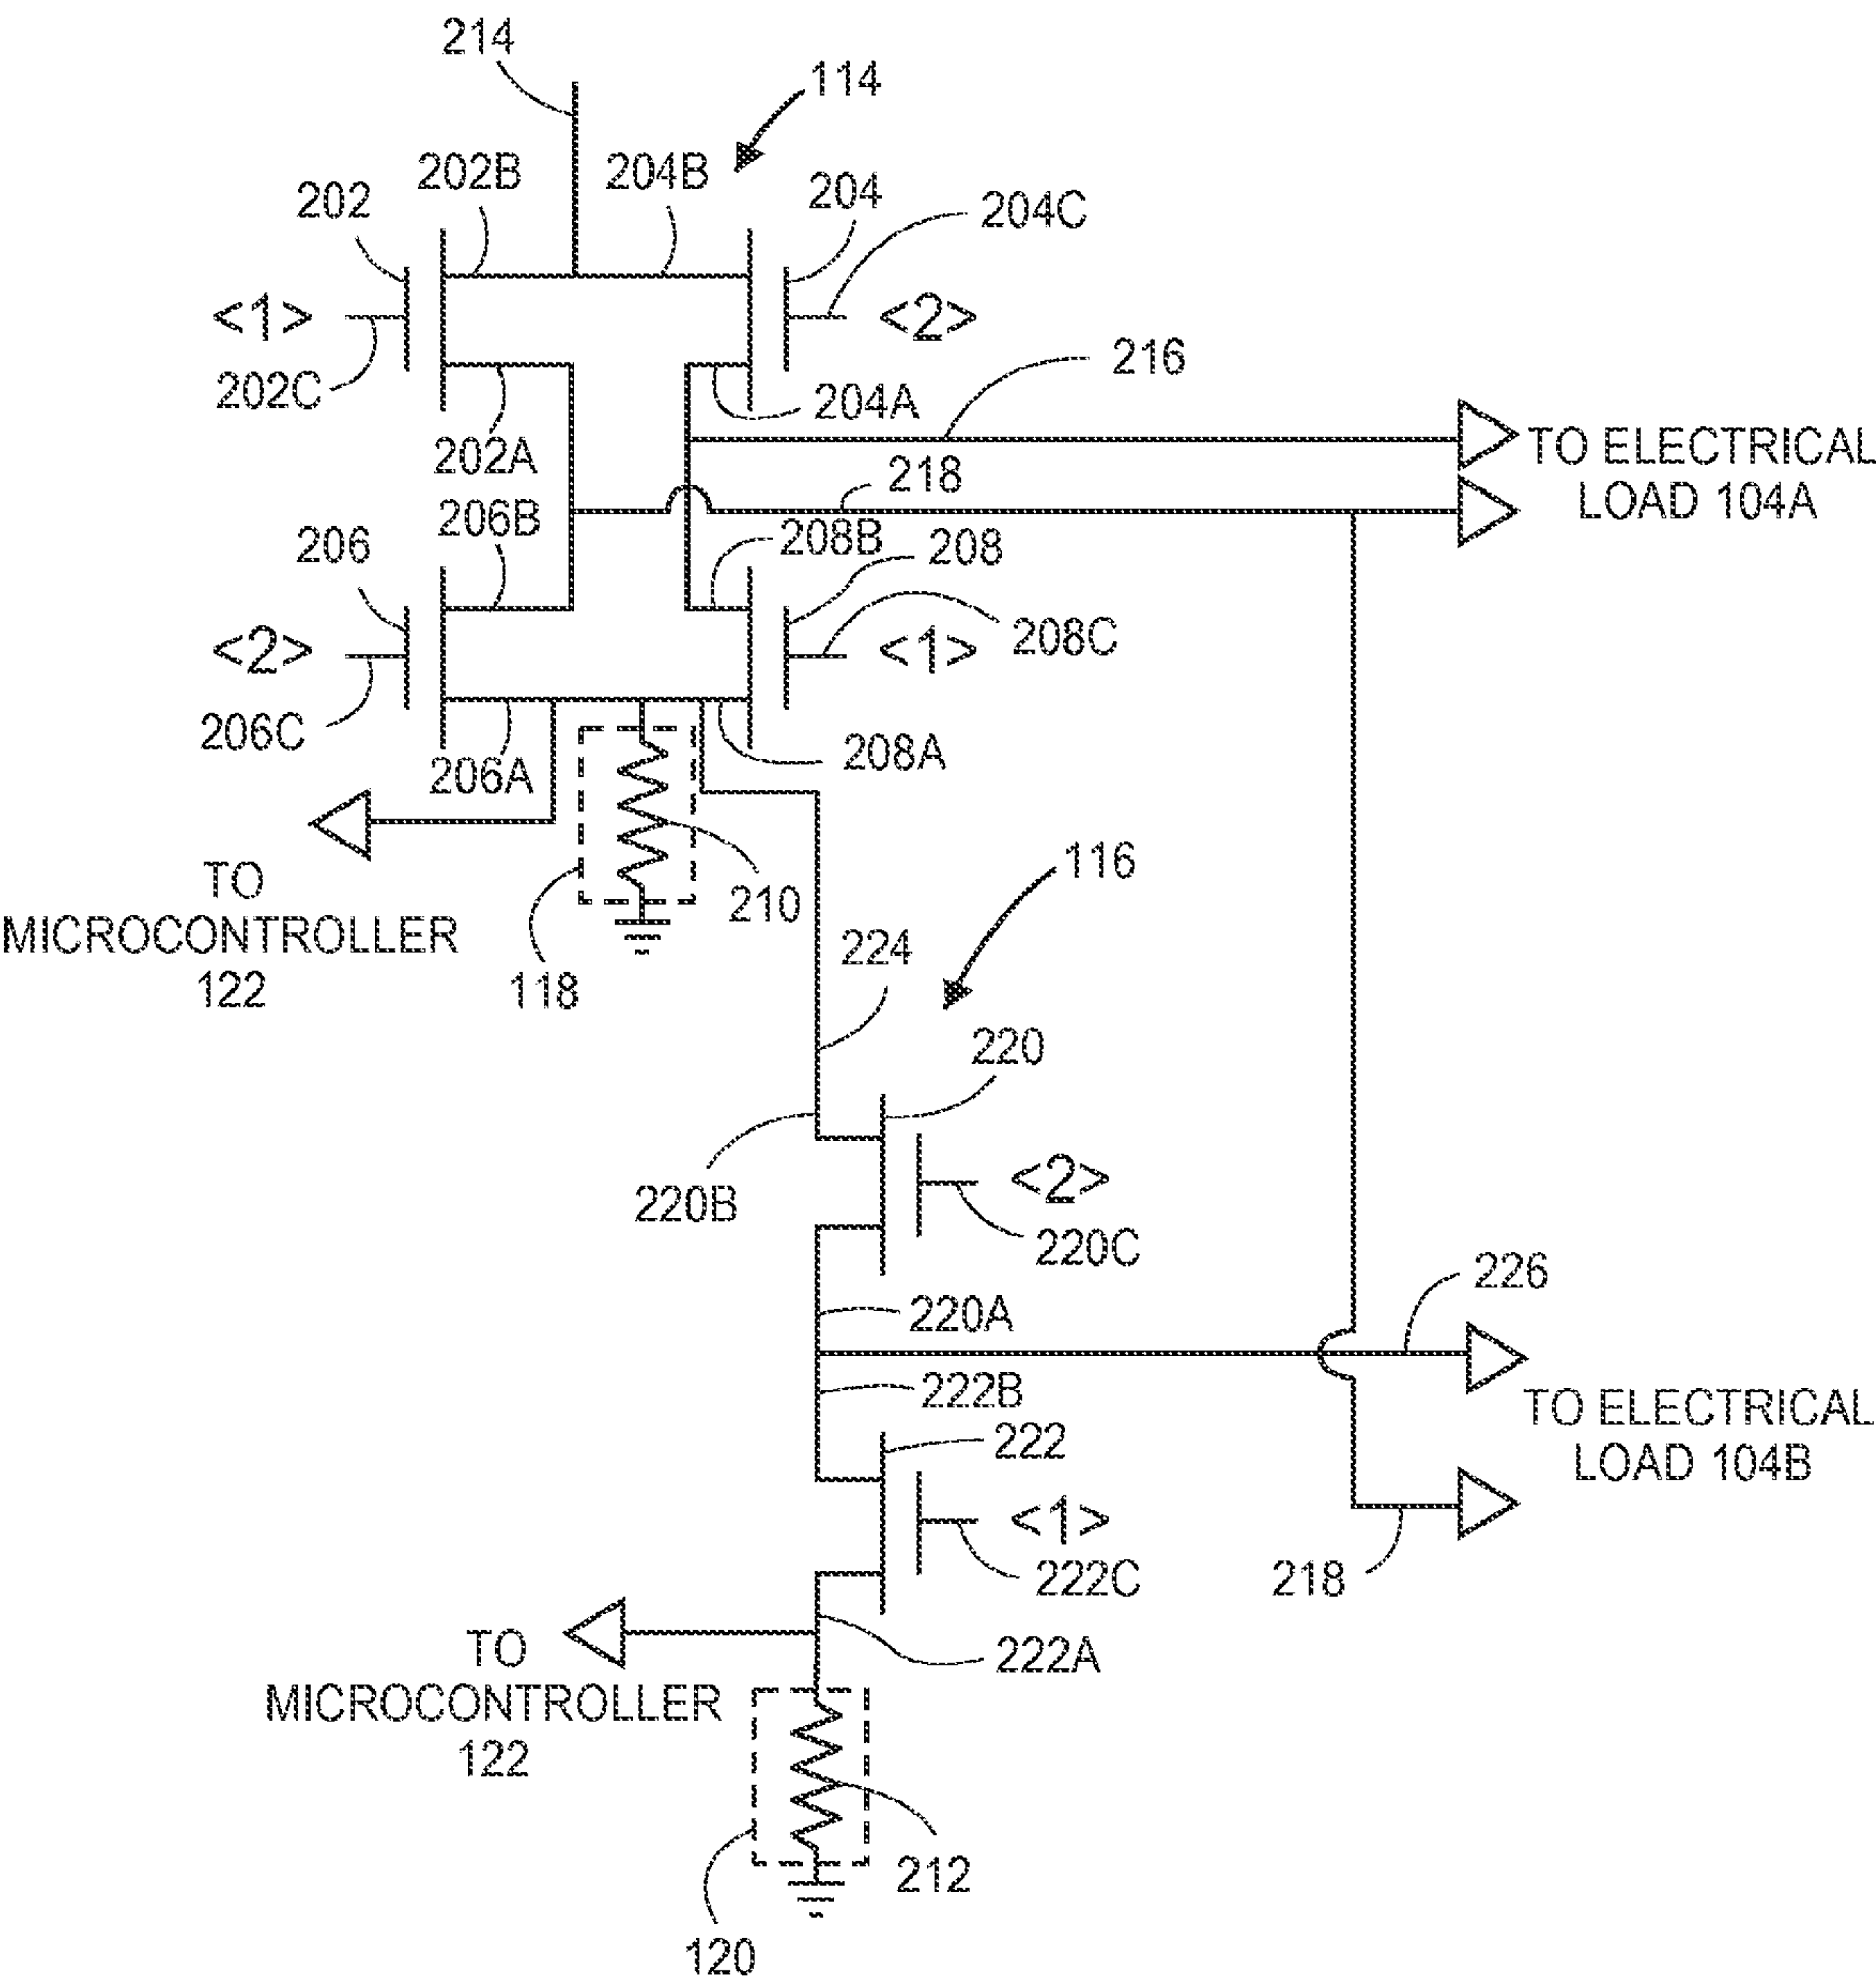 214
114
202B
204B
202
204
204C
<1>
<2>
202C
204A
216
202A
218
TO ELECTRICAL
LOAD 104A
206B
208B
206
208
<2>
208C
<1>
206C
206A
208A
TO
MICROCONTROLLER
122
210
118
116
224
220
220B
<2>
220C
220A
226
222B
222
TO ELECTRICAL
LOAD 104B
<1>
222C
218
222A
TO
MICROCONTROLLER
122
212
120